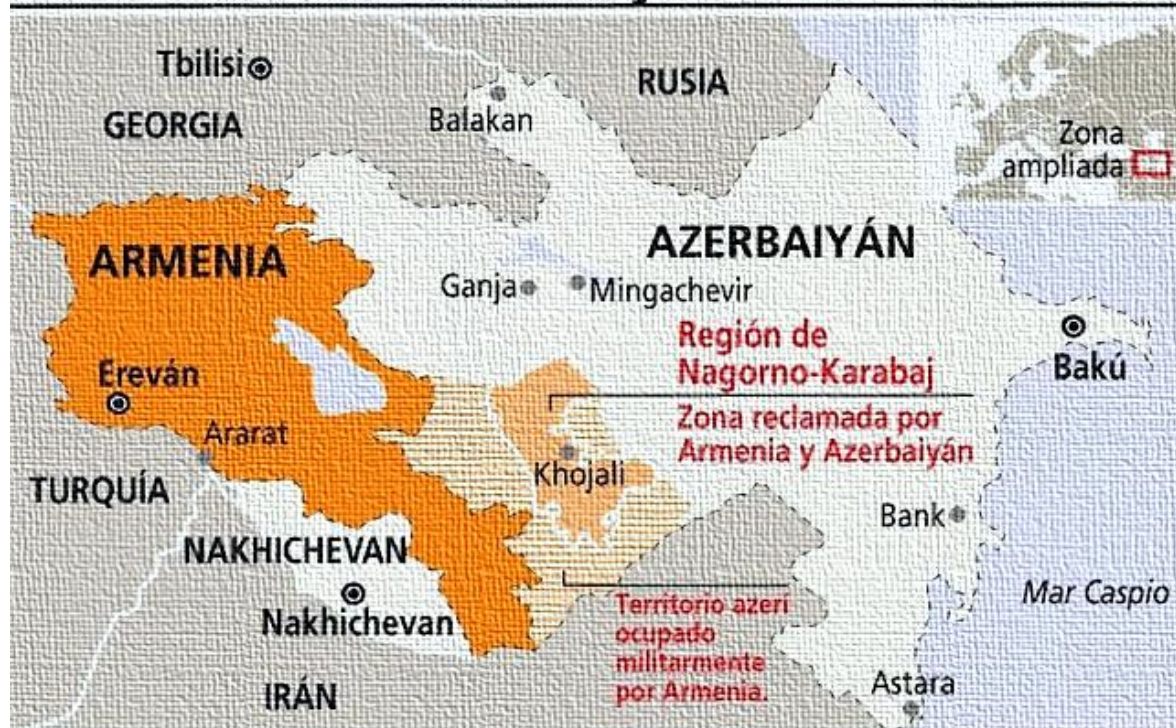 Tbilisi
GEORGIA
Balakan
RUSIA
Zona
ampliada
ARMENIA
AZERBAIYÁN
Ganja
Mingachevir
Región de
Nagorno-Karabaj
Bakú
Ereván
Zona reclamada por
Armenia y Azerbaiyán
Ararat
Khojali
TURQUÍA
Bank
NAKHICHEVAN
Nakhichevan
Mar Caspio
Territorio azerí
ocupado
militarmente
por Armenia.
Astara
IRÁN